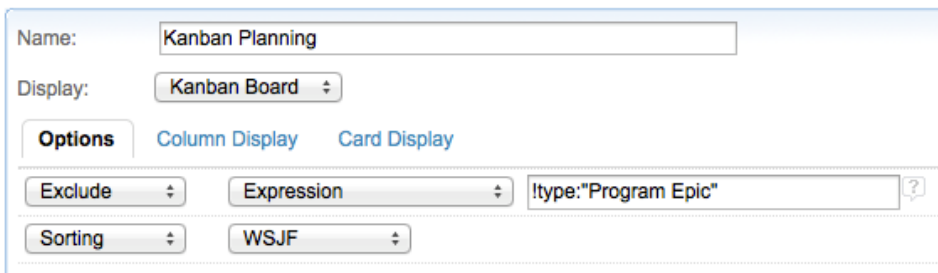 Name: Kanban Planning
Display: Kanban Board
Options Column Display Card Display
Exclude Expression !type:"Program Epic" ?
Sorting WSJF